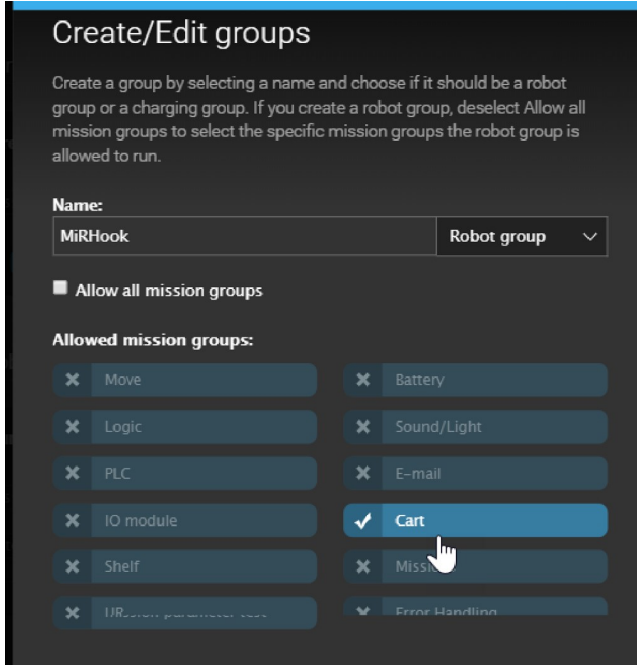 Create/Edit groups
Create a group by selecting a name and choose if it should be a robot
group or a charging group. If you create a robot group, deselect Allow all
mission groups to select the specific mission groups the robot group is
allowed to run.
Name:
MiRHook Robot group
Allow all mission groups
Allowed mission groups:
Move Battery
Logic Sound/Light
PLC E-mail
IO module Cart
Shelf
Error Handling